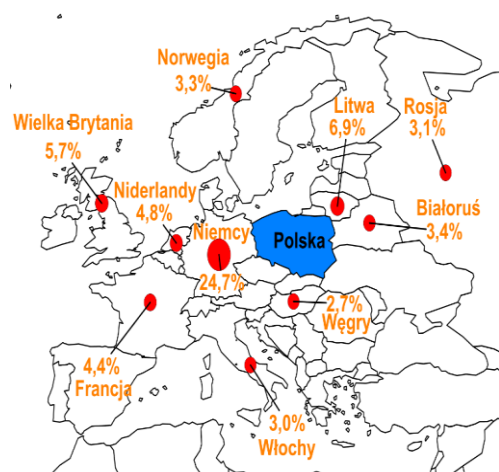 Norwegia
3,3%
Litwa
6,9%
Rosja
3,1%
Wielka Brytania
5,7%
Niderlandy
4,8%
Białoruś
3,4%
Niemcy
24,7%
Polska
2,7%
Węgry
4,4%
Francja
3,0%
Włochy